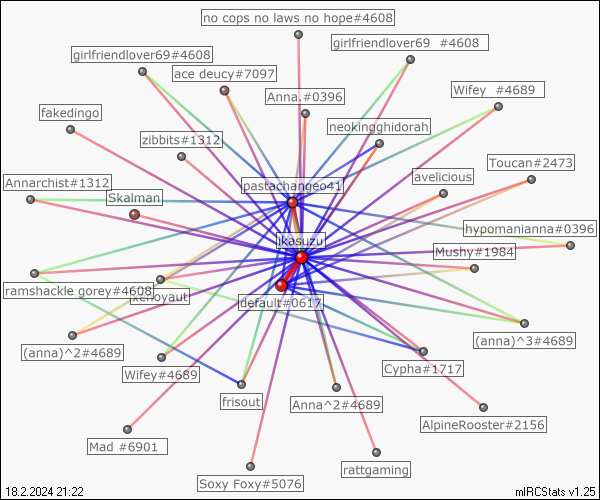 no cops no laws no hope#4608
girlfriendlover69 #4608
girlfriendlover69#4608
ace deucy#7097
Wifey #4689
Anna.#0396
fakedingo
neokingghidorah
zibbits#1312
Toucan#2473
avelicious
Annarchist#1312
pastachangeo41
Skalman
hypomanianna#0396
jkasuzu
Mushy#1984
ramshackle gorey#4608
xenoyaut
default#0617
(anna)^2#4689
(anna)^3#4689
Wifey#4689
Cypha#1717
frisout
Anna^2#4689
AlpineRooster#2156
Mad #6901
rattgaming
Soxy Foxy#5076
18.2.2024 21:22
mIRCStats v1.25